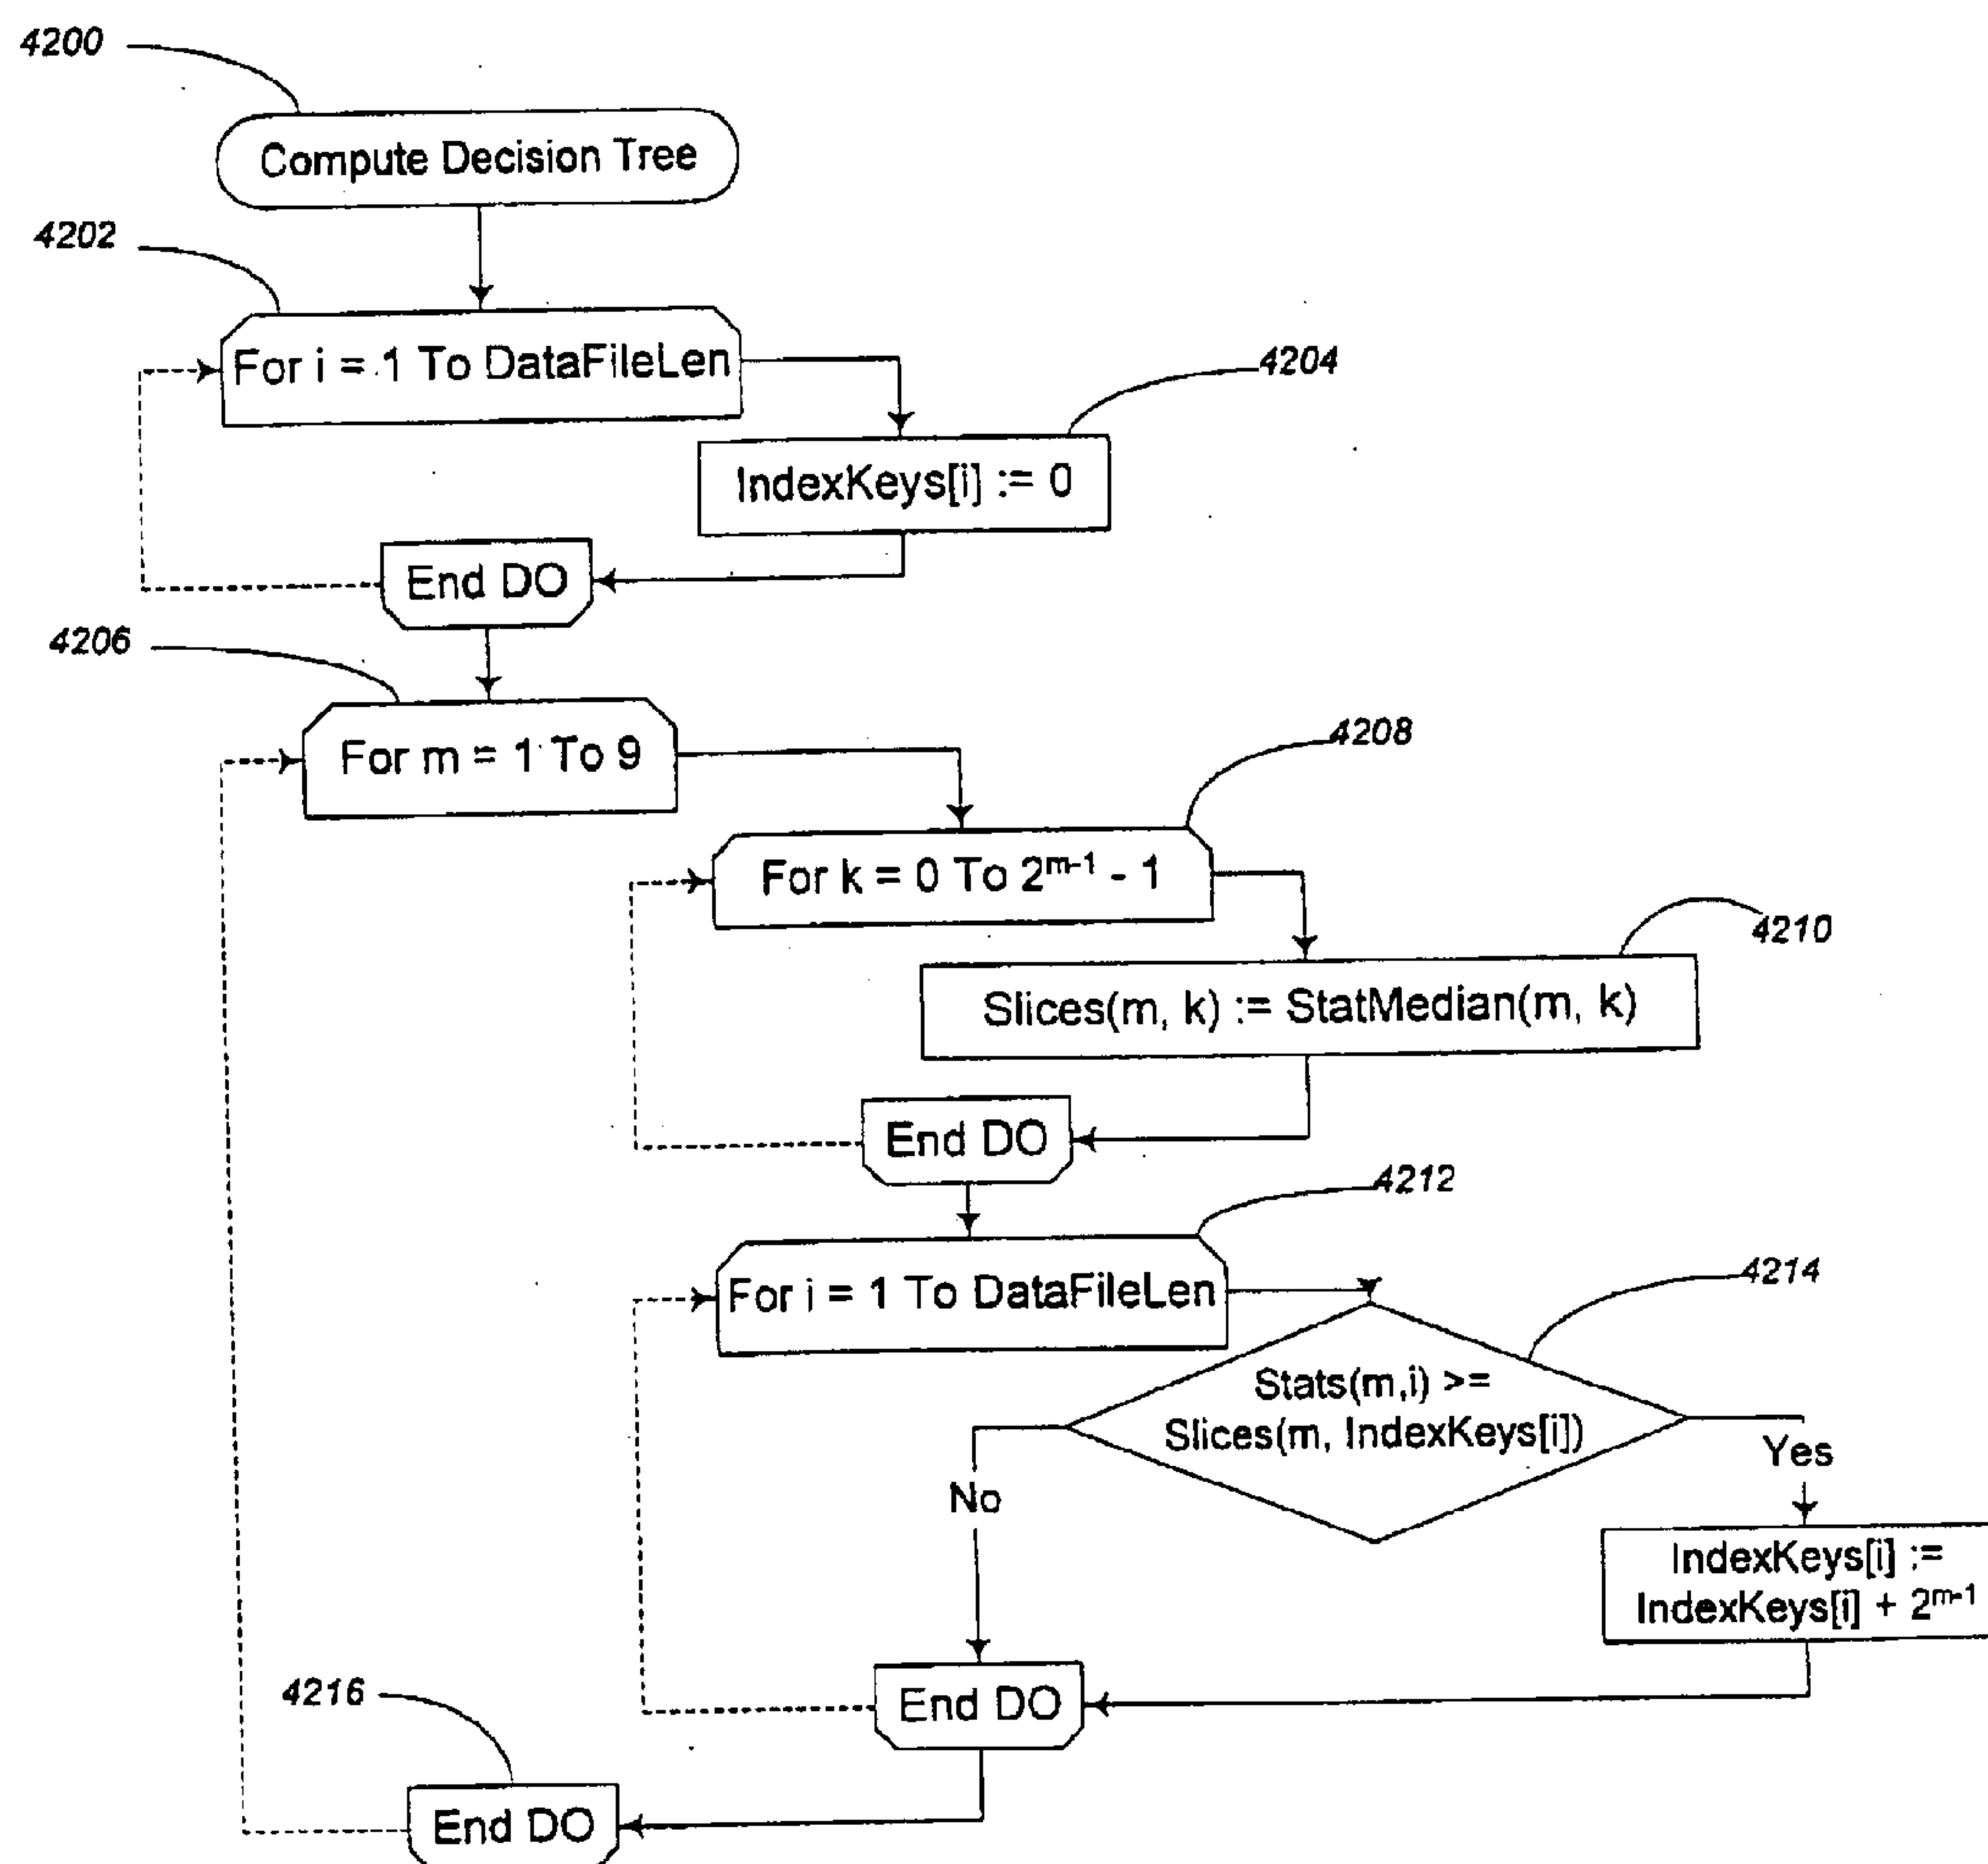 4200
Compute Decision Tree
4202
For i = 1 To DataFileLen
4204
IndexKeys[i] := 0
End DO
4206
For m = 1 To 9
4208
For k = 0 To 2^m-1 - 1
4210
Slices(m, k) := StatMedian(m, k)
End DO
4212
For i = 1 To DataFileLen
4214
Stats(m,i) >=
Slices(m, IndexKeys[i])
Yes
No
IndexKeys[i] :=
IndexKeys[i] + 2^m-1
End DO
4216
End DO